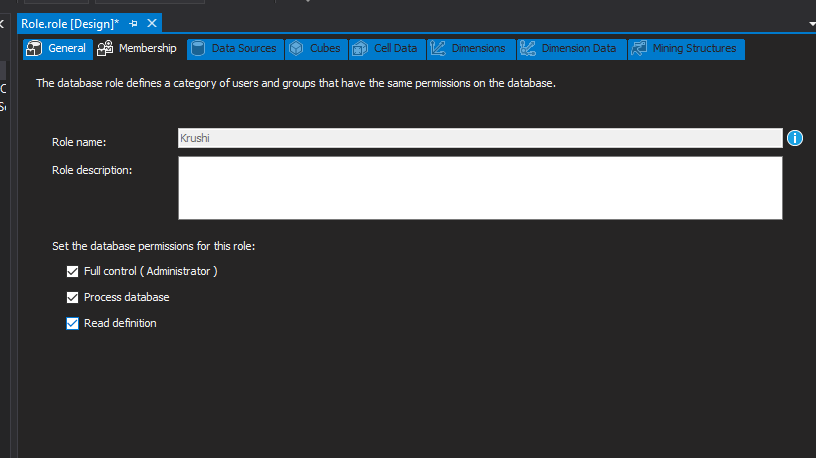 Role.role [Design]*
General Membership Data Sources Cubes Cell Data Dimensions Dimension Data Mining Structures
The database role defines a category of users and groups that have the same permissions on the database.
Role name: Krushi
Role description:
Set the database permissions for this role:
Full control ( Administrator )
Process database
Read definition